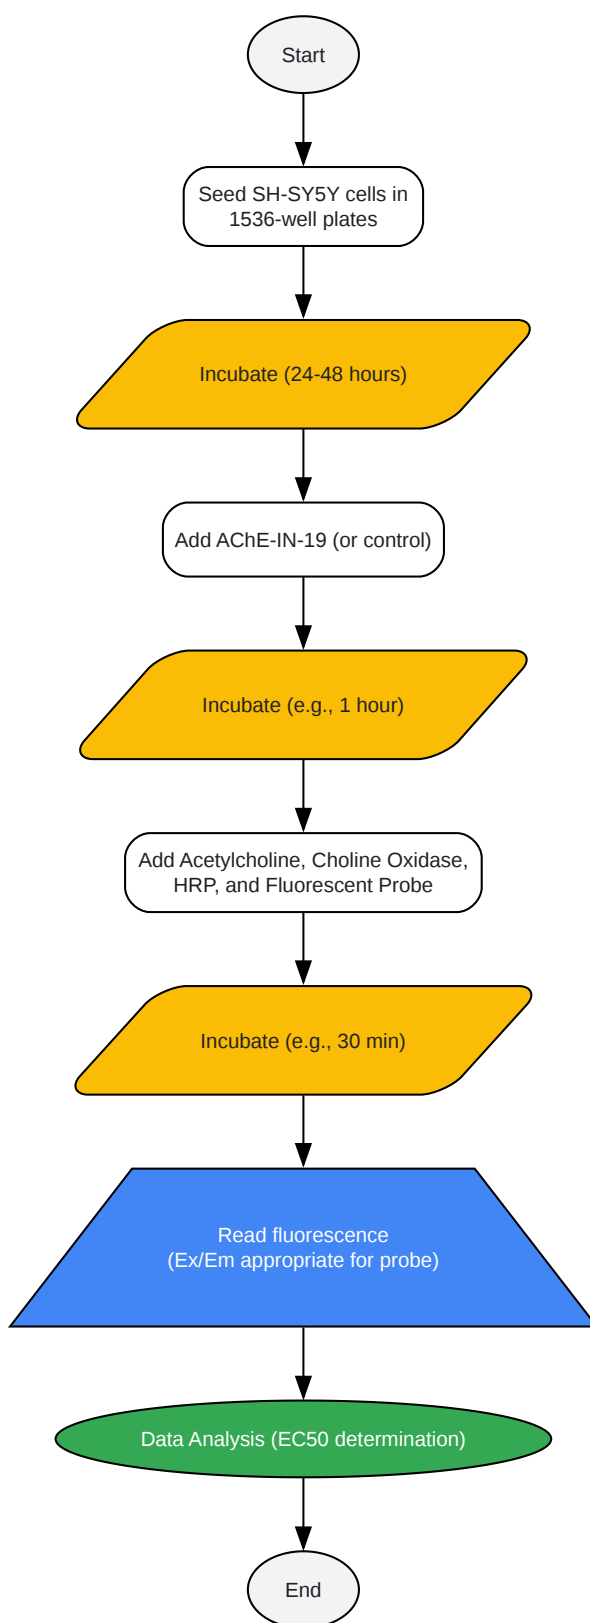 Start
Seed SH-SY5Y cells in
1536-well plates
Incubate (24-48 hours)
Add AChE-IN-19 (or control)
Incubate (e.g., 1 hour)
Add Acetylcholine, Choline Oxidase,
HRP, and Fluorescent Probe
Incubate (e.g., 30 min)
Read fluorescence
(Ex/Em appropriate for probe)
Data Analysis (EC50 determination)
End